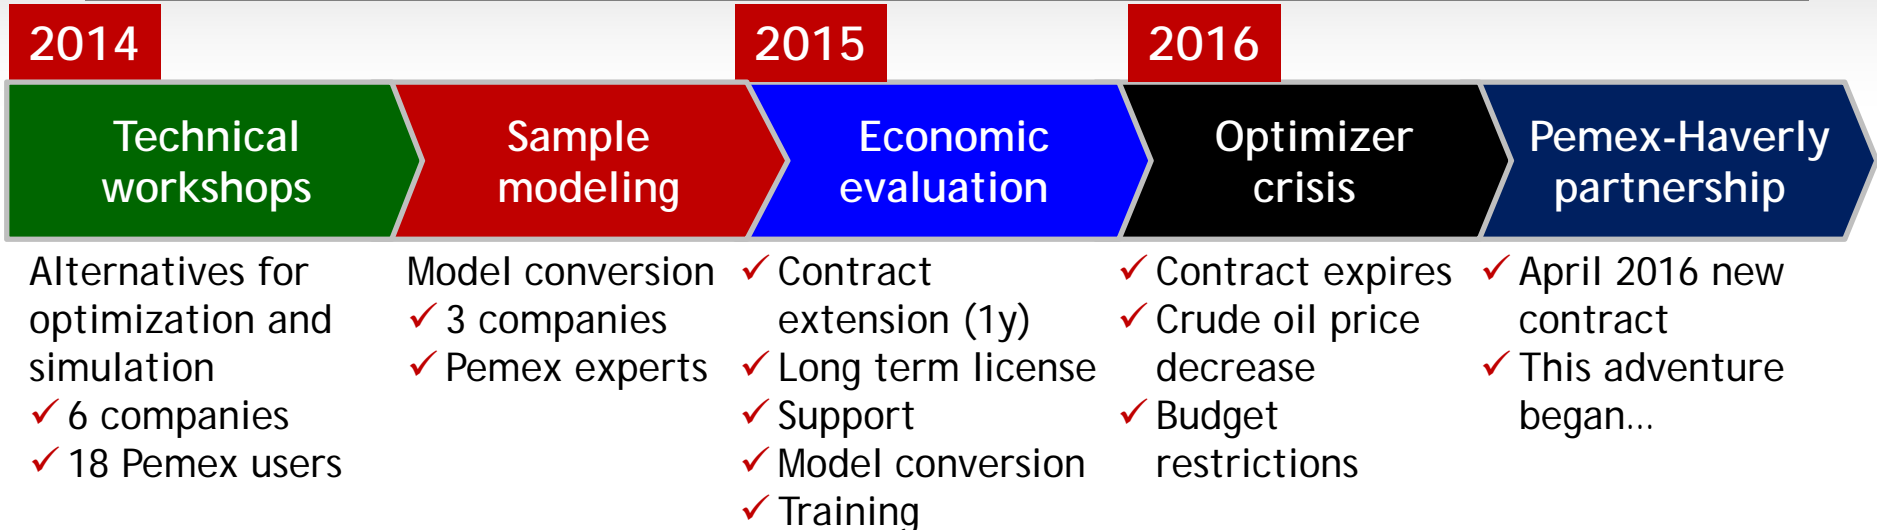 2014
2015
2016
Technical
workshops
Sample
modeling
Economic
evaluation
Optimizer
crisis
Pemex-Haverly
partnership
Alternatives for
optimization and
simulation
✓ 6 companies
✓ 18 Pemex users
Model conversion
✓ 3 companies
✓ Pemex experts
✓ Contract
extension (1y)
✓ Long term license
✓ Support
✓ Model conversion
✓ Training
✓ Contract expires
✓ Crude oil price
decrease
✓ Budget
restrictions
✓ April 2016 new
contract
✓ This adventure
began...